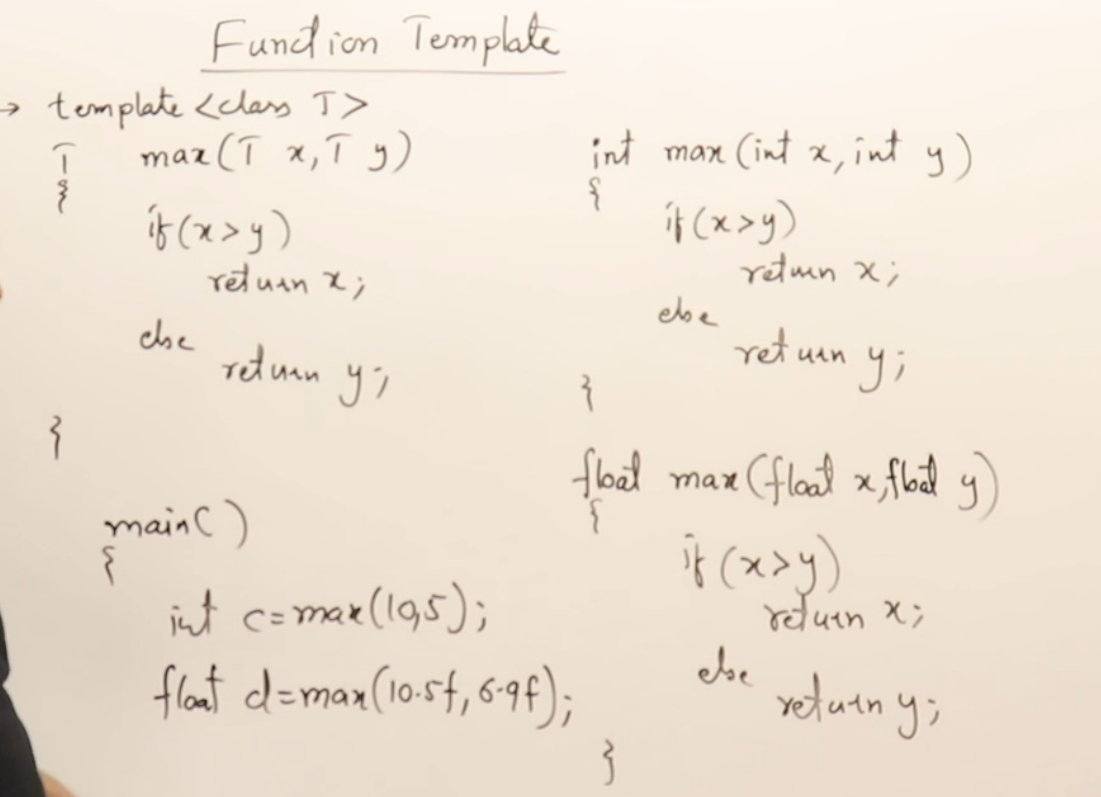 Function Template
→ template <class T>
T max(T x, T y)
{
if(x>y)
return x;
else
return y;
}
main()
{
int c=max(10,5);
float d=max(10.5f, 6.9f);
int max(int x, int y)
{
if(x>y)
return x;
else
return y;
}
float max(float x, float y)
{
if(x>y)
return x;
else
return y;
}